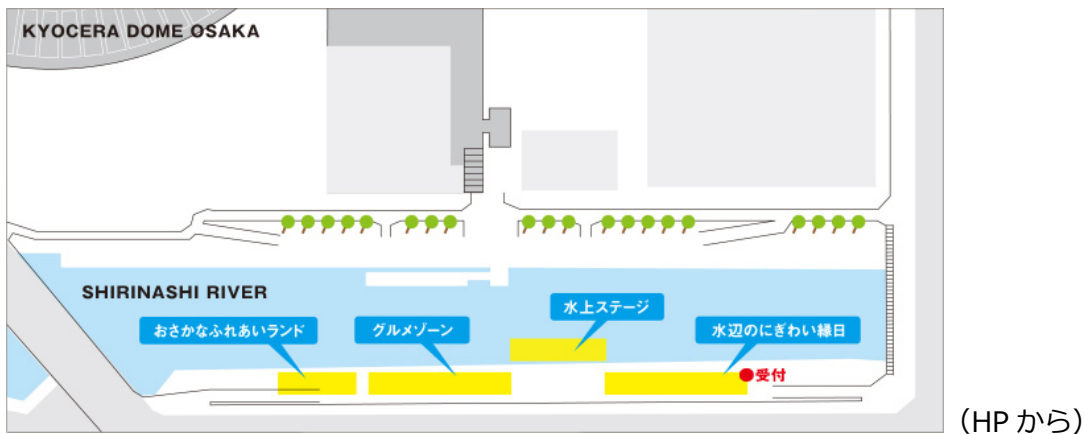 KYOCERA DOME OSAKA
SHIRINASHI RIVER
水上ステージ
おさかなふれあいランド
グルメゾーン
水辺のにぎわい縁日
受付
（HP から）